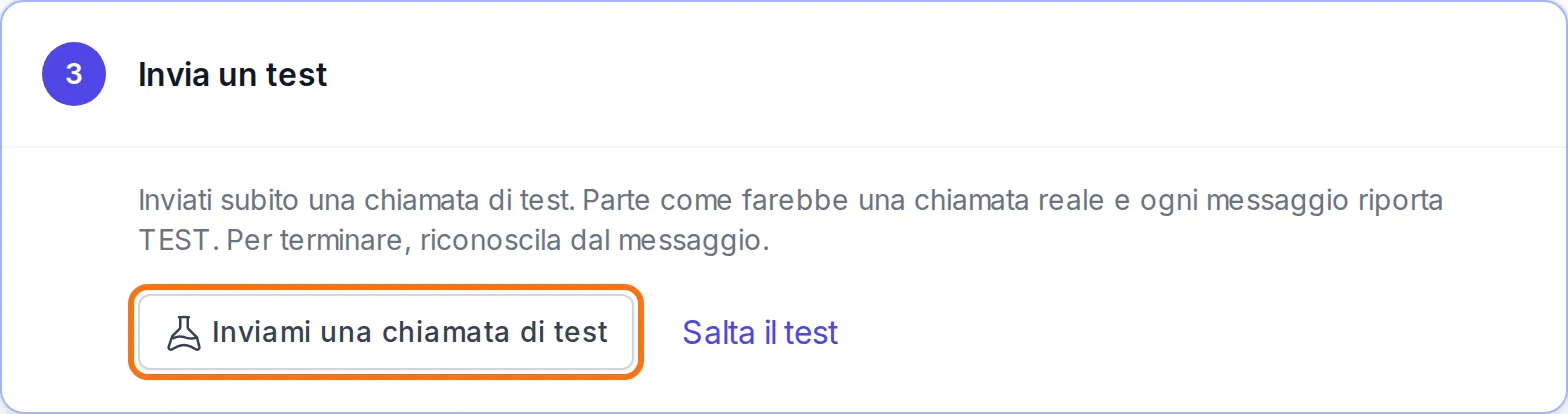 3
Invia un test
Inviati subito una chiamata di test. Parte come farebbe una chiamata reale e ogni messaggio riporta
TEST. Per terminare, riconoscila dal messaggio.
Inviami una chiamata di test
Salta il test